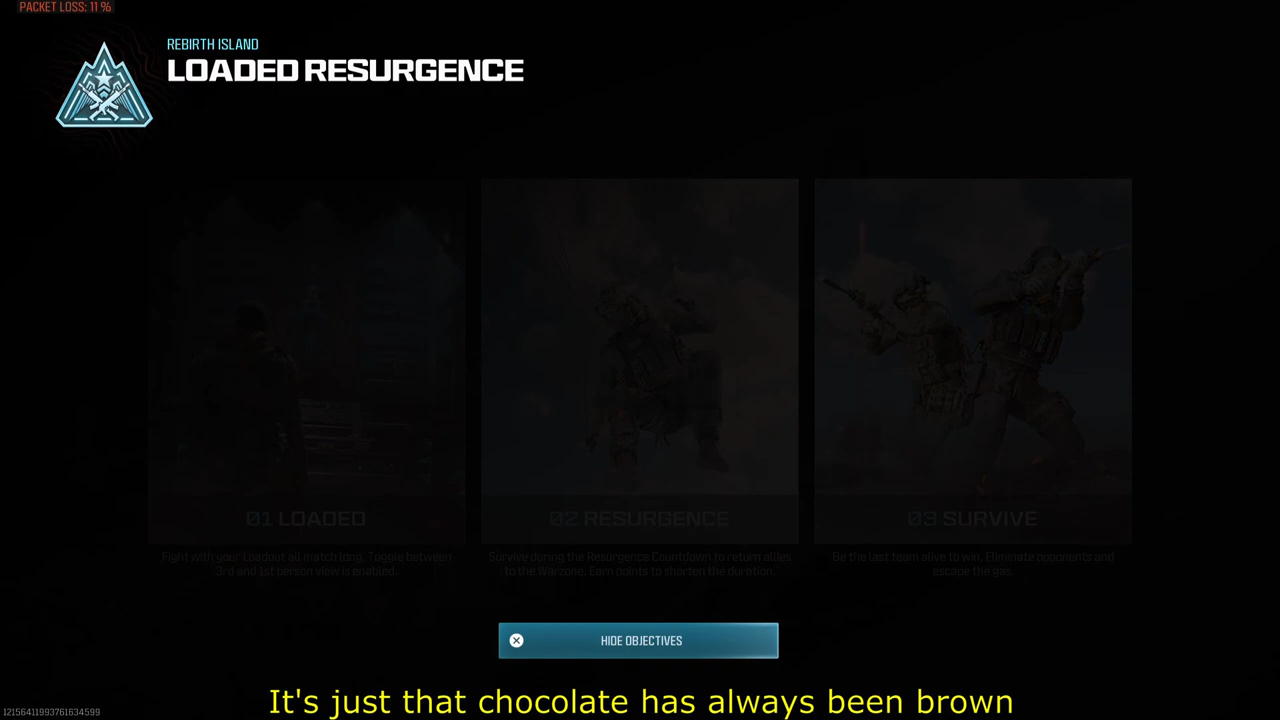 PACKET LOSS: 11 %
REBIRTH ISLAND
LOADED RESURGENCE
01 LOADED
Fight with your Loadout all match long. Toggle between
3rd and 1st person view is enabled.
02 RESURGENCE
Survive during the Resurgence Countdown to return allies
to the Warzone. Earn points to shorten the duration.
03 SURVIVE
Be the last team alive to win. Eliminate opponents and
escape the gas.
HIDE OBJECTIVES
It's just that chocolate has always been brown
12156411993761634599